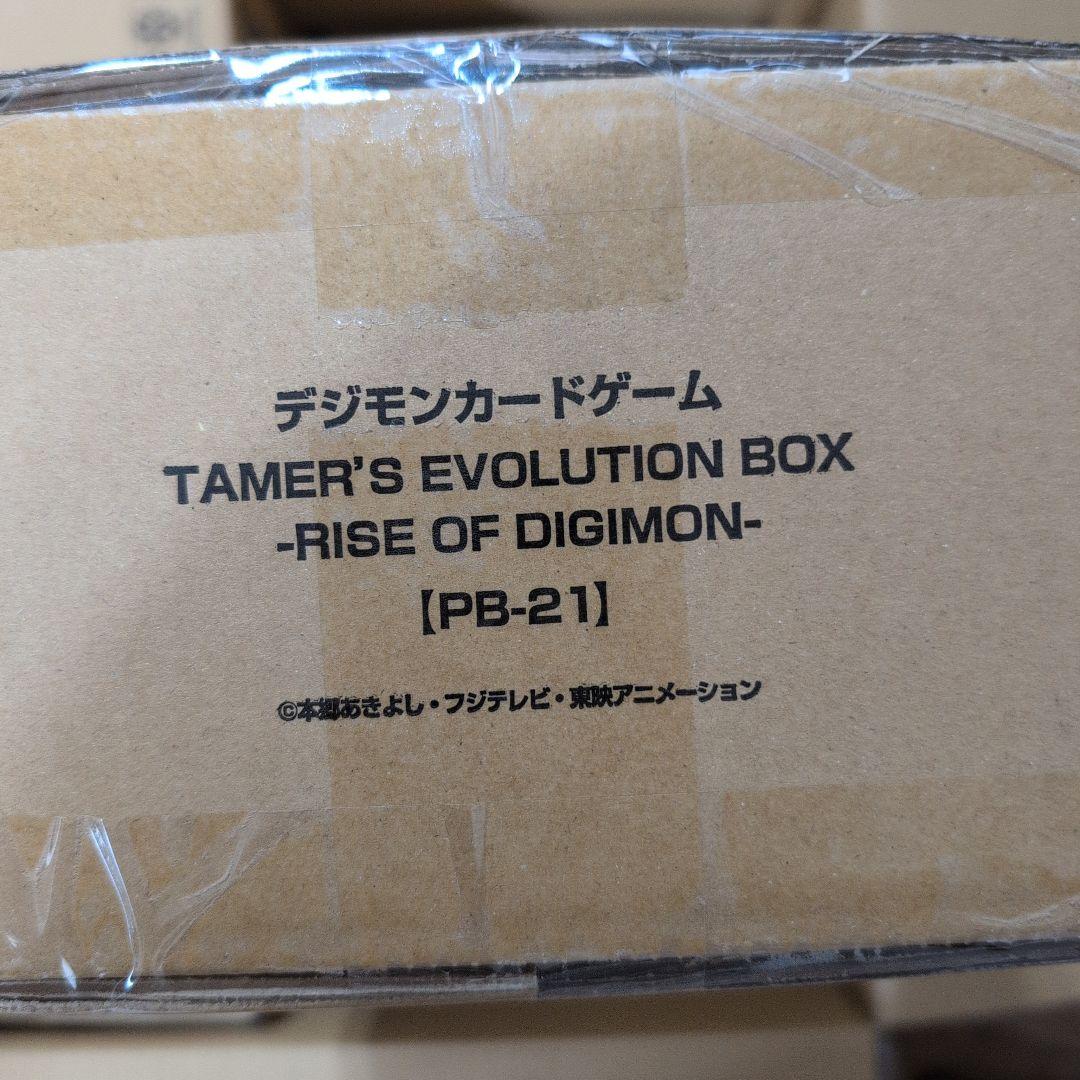 デジモンカードゲーム
TAMER'S EVOLUTION BOX
-RISE OF DIGIMON-
【PB-21】
©本郷あきよし・フジテレビ・東映アニメーション